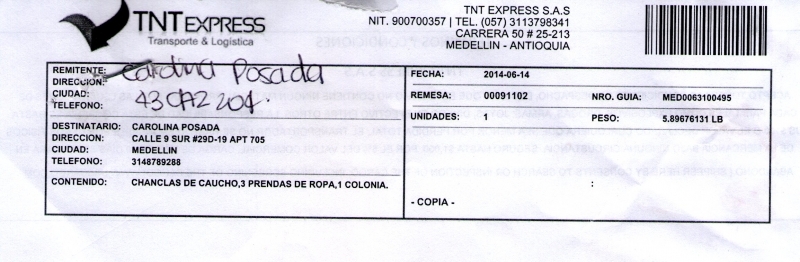 TNT EXPRESS
Transporte & Logística
TNT EXPRESS S.A.S
NIT. 900700357 | TEL. (057) 3113798341
CARRERA 50 # 25-213
MEDELLIN - ANTIOQUIA
REMITENTE: Carolina Posada
DIRECCION:
CIUDAD:
TELEFONO:
FECHA: 2014-06-14
REMESA: 00091102 NRO. GUIA: MED0063100495
UNIDADES: 1 PESO: 5.89676131 LB
DESTINATARIO: CAROLINA POSADA
DIRECCION: CALLE 9 SUR #29D-19 APT 705
CIUDAD: MEDELLIN
TELEFONO: 3148789288
CONTENIDO: CHANCLAS DE CAUCHO,3 PRENDAS DE ROPA,1 COLONIA.
:
- COPIA -